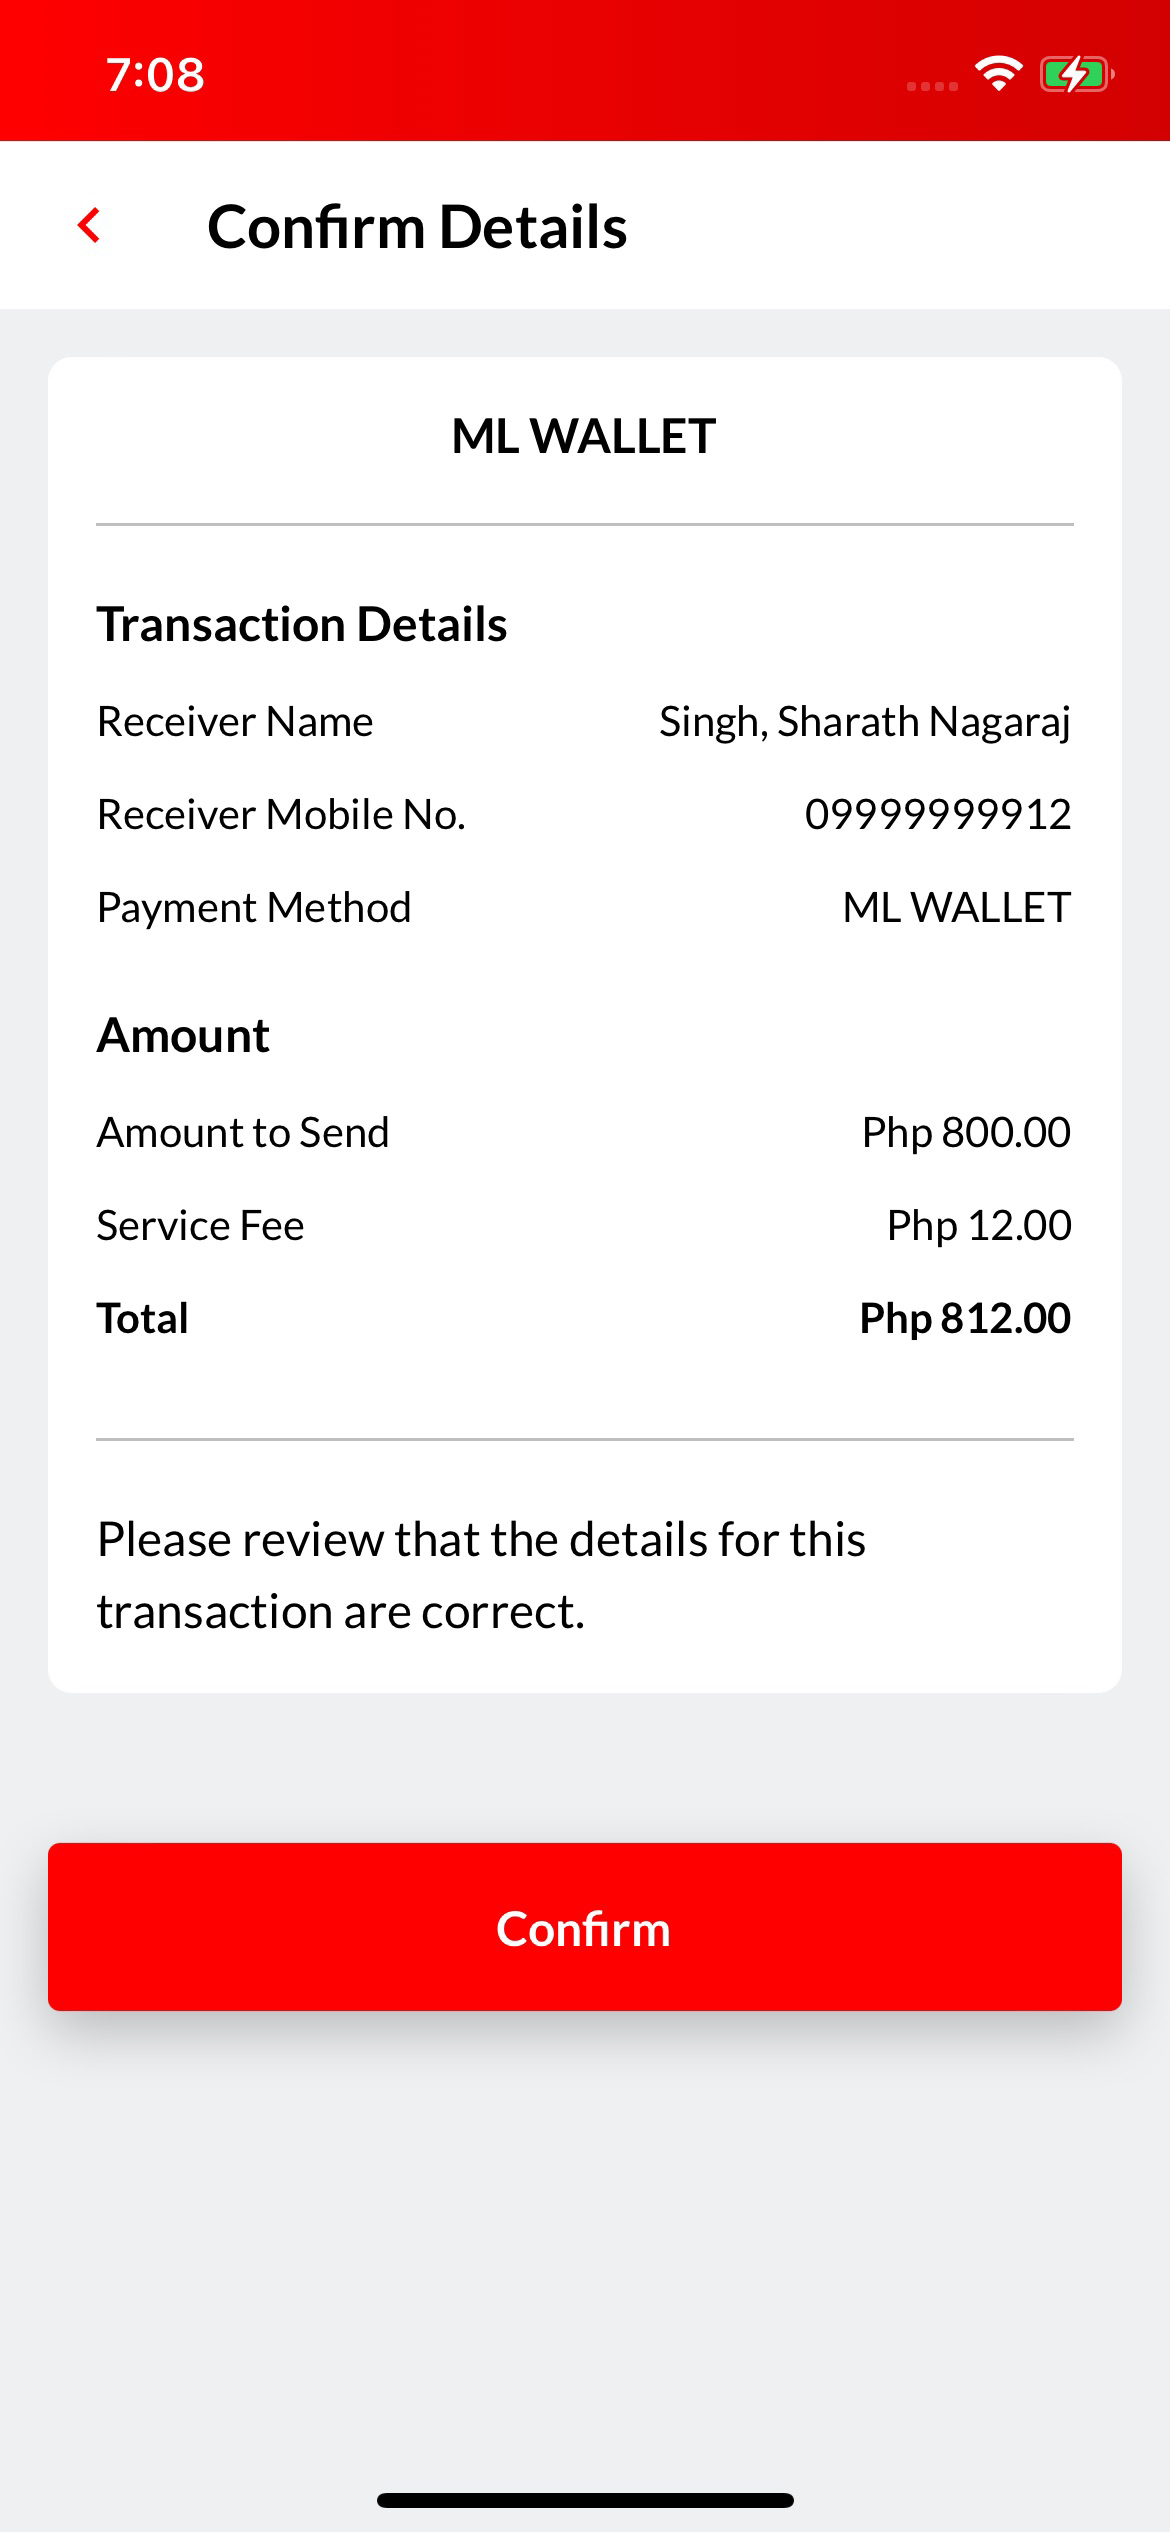 7:08
Confirm Details
ML WALLET
Transaction Details
Receiver Name Singh, Sharath Nagaraj
Receiver Mobile No. 09999999912
Payment Method ML WALLET
Amount
Amount to Send Php 800.00
Service Fee Php 12.00
Total Php 812.00
Please review that the details for this
transaction are correct.
Confirm